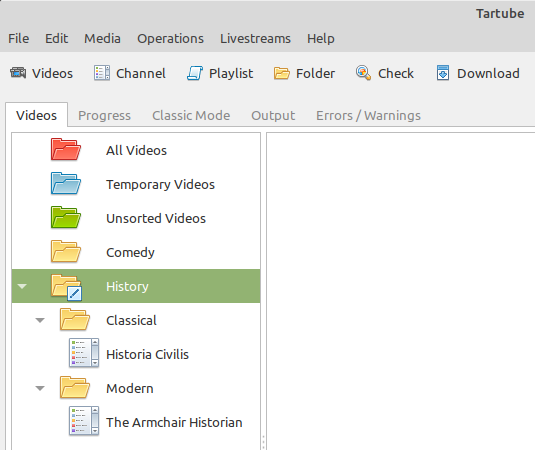 Tartube
File Edit Media Operations Livestreams Help
Videos Channel Playlist Folder Check Download
Videos Progress Classic Mode Output Errors / Warnings
All Videos
Temporary Videos
Unsorted Videos
Comedy
History
Classical
Historia Civilis
Modern
The Armchair Historian